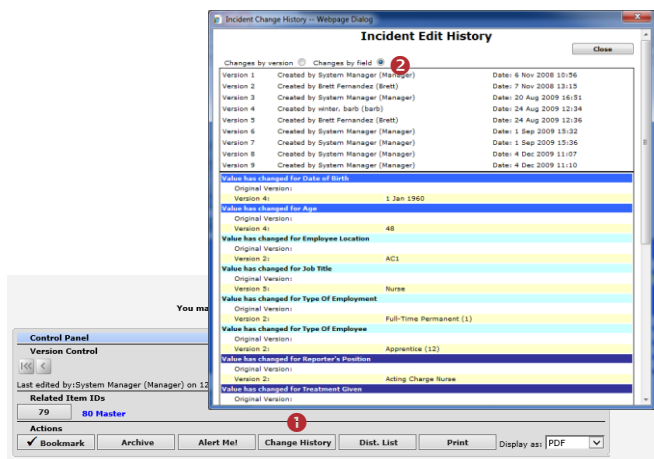 Incident Change History -- Webpage Dialog
Incident Edit History
Close
Changes by version Changes by field
2
Version 1 Created by System Manager (Manager) Date: 6 Nov 2008 10:56
Version 2 Created by Brett Fernandez (Brett) Date: 7 Nov 2008 13:15
Version 3 Created by System Manager (Manager) Date: 20 Aug 2009 16:51
Version 4 Created by winter, barb (barb) Date: 24 Aug 2009 12:34
Version 5 Created by Brett Fernandez (Brett) Date: 24 Aug 2009 12:36
Version 6 Created by System Manager (Manager) Date: 1 Sep 2009 15:32
Version 7 Created by System Manager (Manager) Date: 1 Sep 2009 15:36
Version 8 Created by System Manager (Manager) Date: 4 Dec 2009 11:07
Version 9 Created by System Manager (Manager) Date: 4 Dec 2009 11:10
Value has changed for Date of Birth
Original Version:
Version 4: 1 Jan 1960
Value has changed for Age
Original Version:
Version 4: 48
Value has changed for Employee Location
Original Version:
Version 2: AC1
Value has changed for Job Title
Original Version:
Version 5: Nurse
Value has changed for Type Of Employment
Original Version:
Version 2: Full-Time Permanent (1)
Value has changed for Type Of Employee
Original Version:
Version 2: Apprentice (12)
Value has changed for Reporter's Position
Original Version:
Version 2: Acting Charge Nurse
Value has changed for Treatment Given
Original Version:
You ma
Control Panel
Version Control
Last edited by:System Manager (Manager) on 12
Related Item IDs
79 80 Master
1
Actions
✓ Bookmark Archive Alert Me! Change History Dist. List Print Display as: PDF